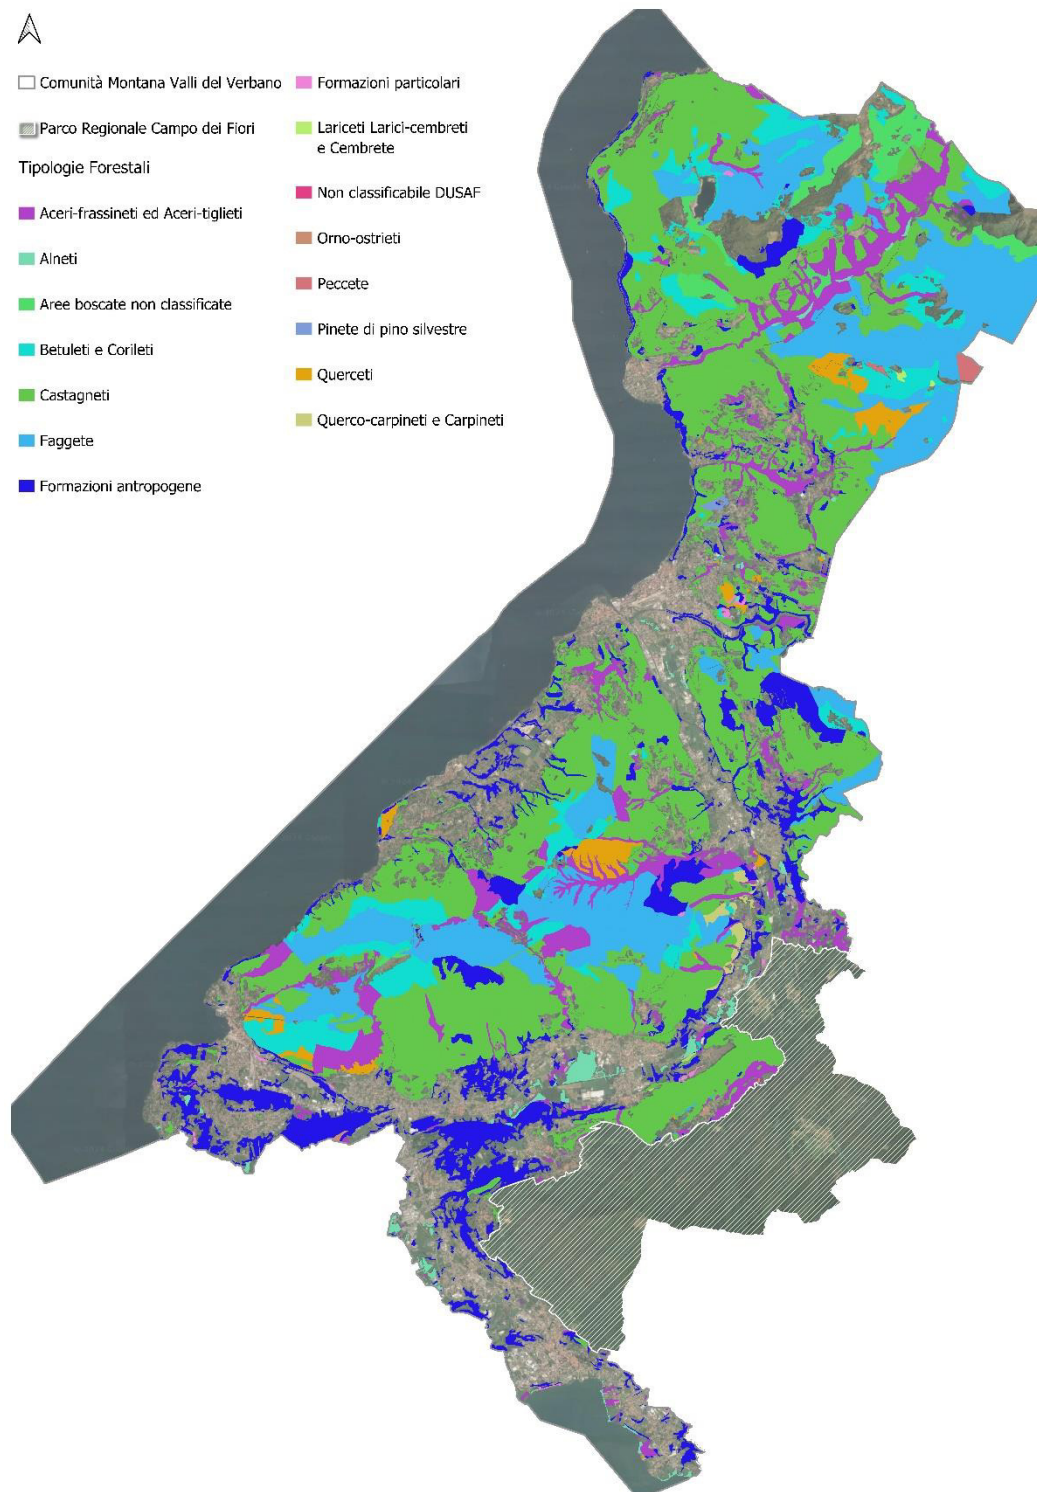 Comunità Montana Valli del Verbano
Parco Regionale Campo dei Fiori
Tipologie Forestali
Aceri-frassineti ed Aceri-tiglieti
Alneti
Aree boscate non classificate
Betuleti e Corileti
Castagneti
Faggete
Formazioni antropogene
Formazioni particolari
Lariceti Larici-cembreti
e Cembrete
Non classificabile DUSAF
Orno-ostrieti
Peccete
Pinete di pino silvestre
Querceti
Querco-carpineti e Carpineti